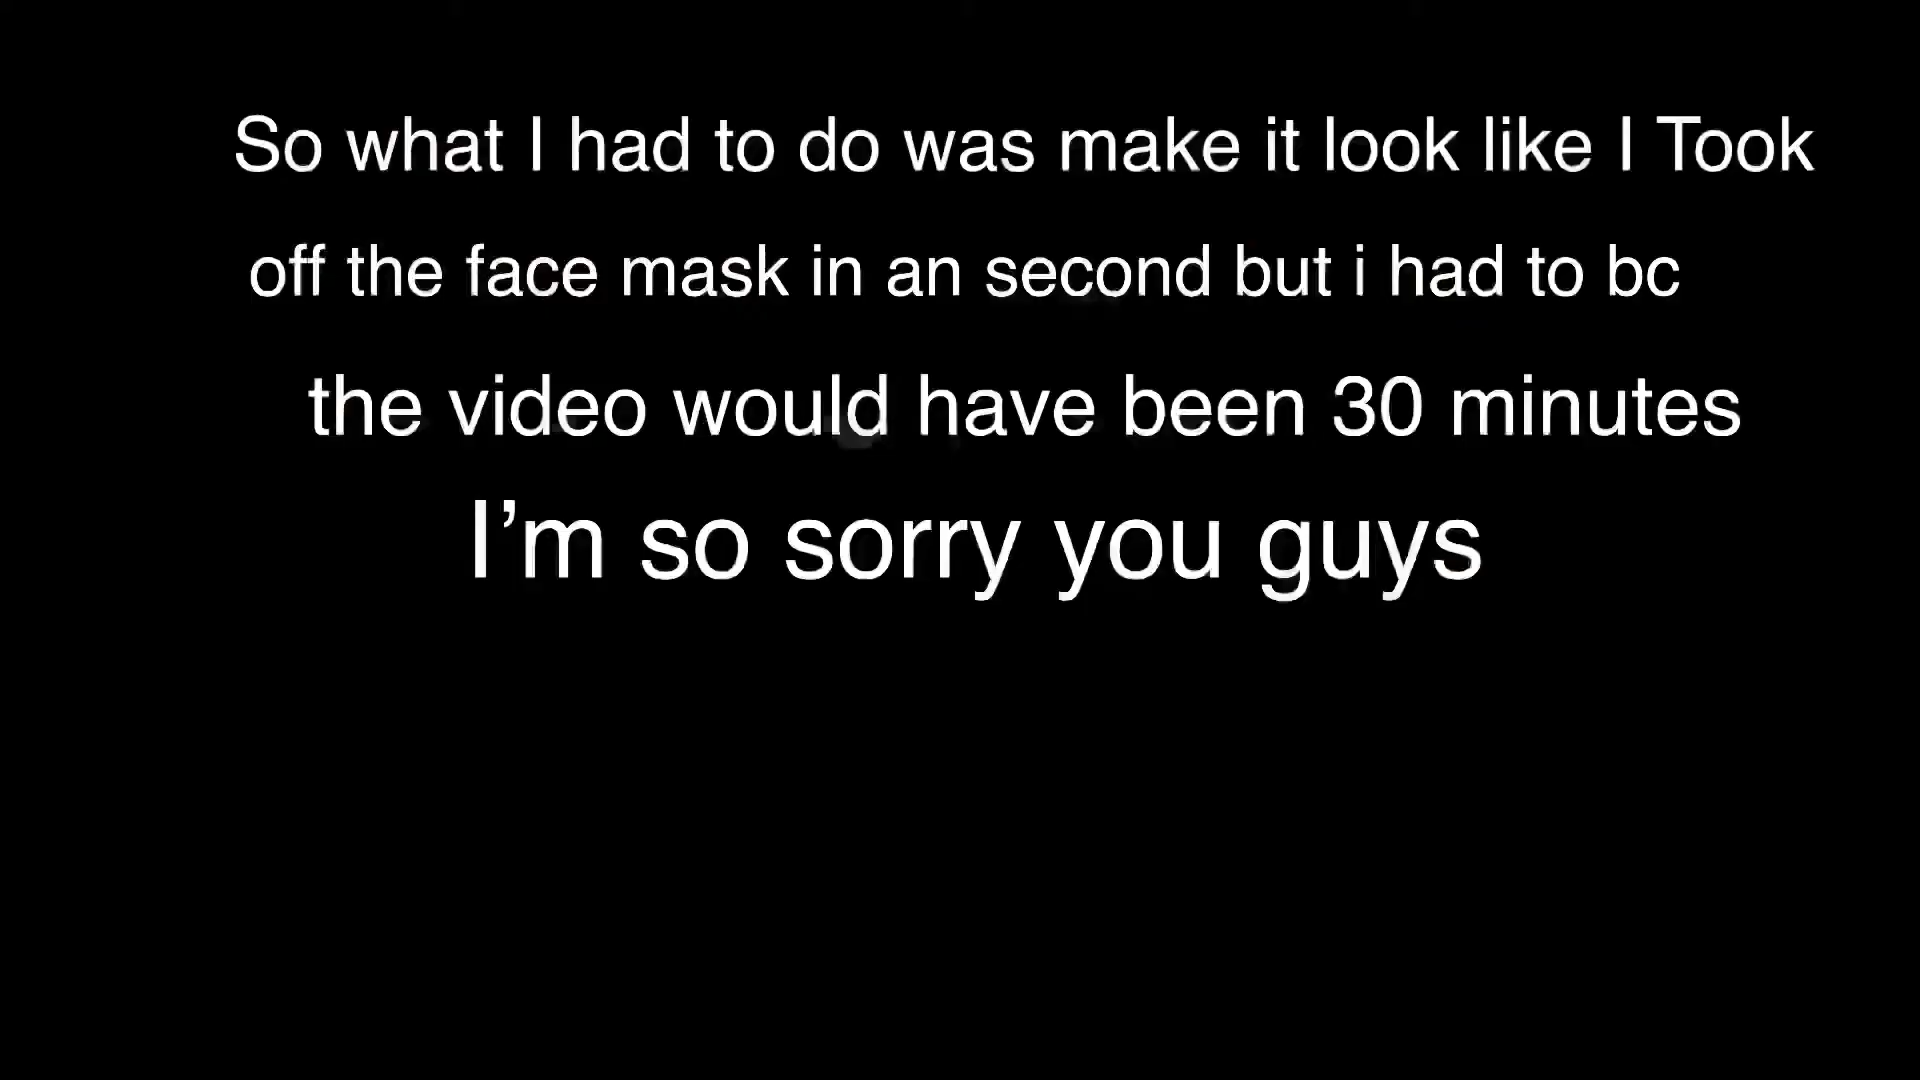 So what I had to do was make it look like I Took
off the face mask in an second but i had to bc
the video would have been 30 minutes
I’m so sorry you guys